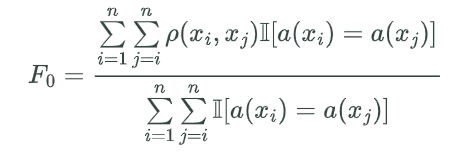 $$F_0 = \frac{\sum_{i=1}^{n} \sum_{j=i}^{n} \rho(x_i, x_j) \mathbb{I}[a(x_i) = a(x_j)]}{\sum_{i=1}^{n} \sum_{j=i}^{n} \mathbb{I}[a(x_i) = a(x_j)]}$$